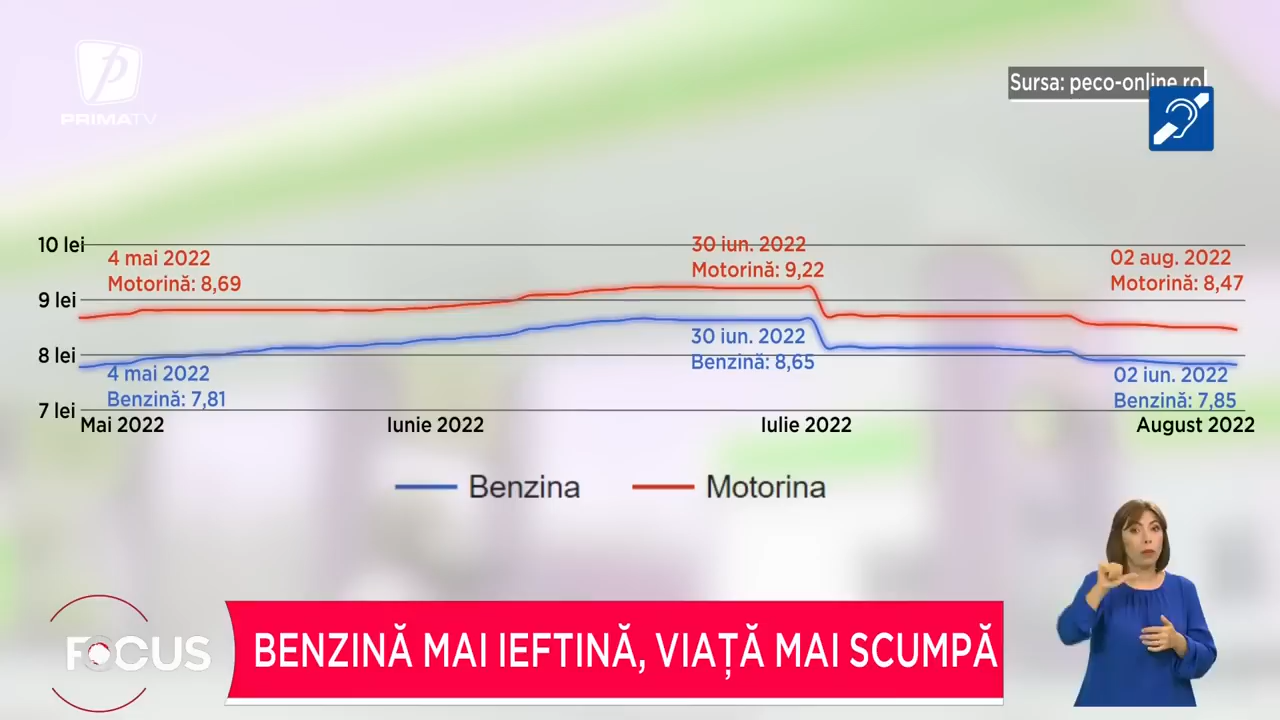 PRIMATV
Sursa: peco-online.ro
10 lei
9 lei
8 lei
7 lei
4 mai 2022
Motorină: 8,69
30 iun. 2022
Motorină: 9,22
02 aug. 2022
Motorină: 8,47
4 mai 2022
Benzină: 7,81
30 iun. 2022
Benzină: 8,65
02 iun. 2022
Benzină: 7,85
Mai 2022
Iunie 2022
Iulie 2022
August 2022
Benzina
Motorina
FOCUS
BENZINĂ MAI IEFTINĂ, VIAȚĂ MAI SCUMPĂ